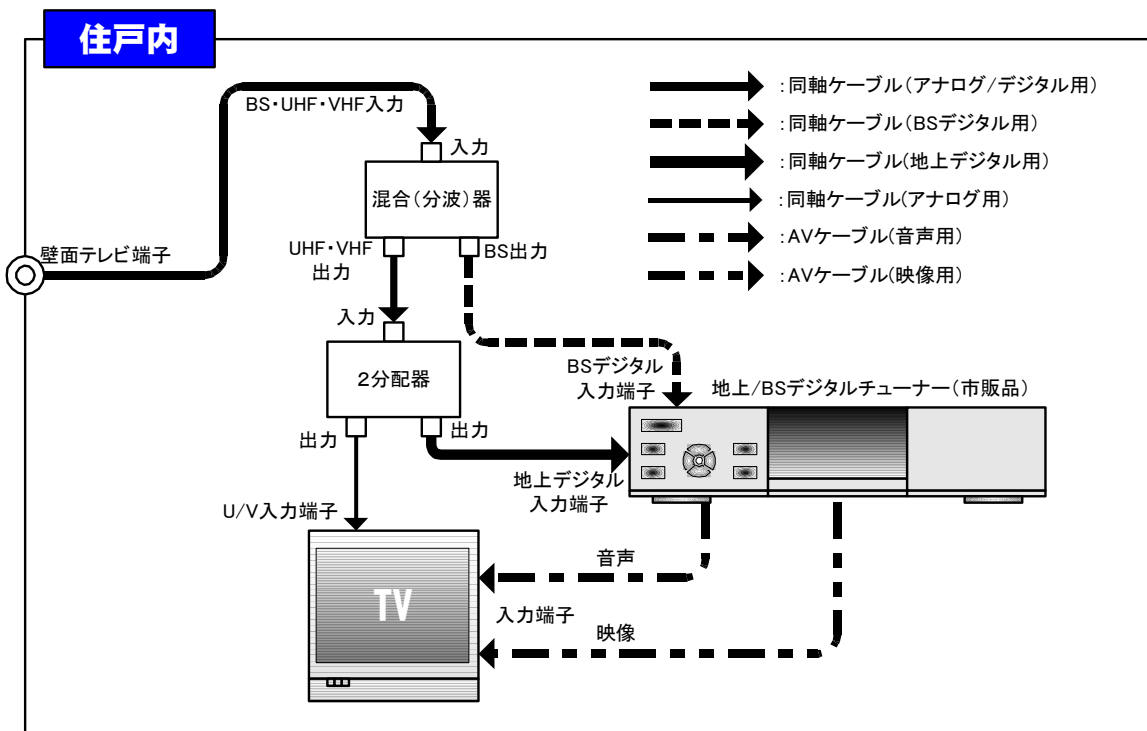 住戸内
BS・UHF・VHF入力
入力
混合(分波)器
壁面テレビ端子
UHF・VHF
出力
BS出力
入力
2分配器
出力
出力
BSデジタル
入力端子
地上/BSデジタルチューナー(市販品)
地上デジタル
入力端子
U/V入力端子
TV
音声
入力端子
映像
:同軸ケーブル(アナログ/デジタル用)
:同軸ケーブル(BSデジタル用)
:同軸ケーブル(地上デジタル用)
:同軸ケーブル(アナログ用)
:AVケーブル(音声用)
:AVケーブル(映像用)